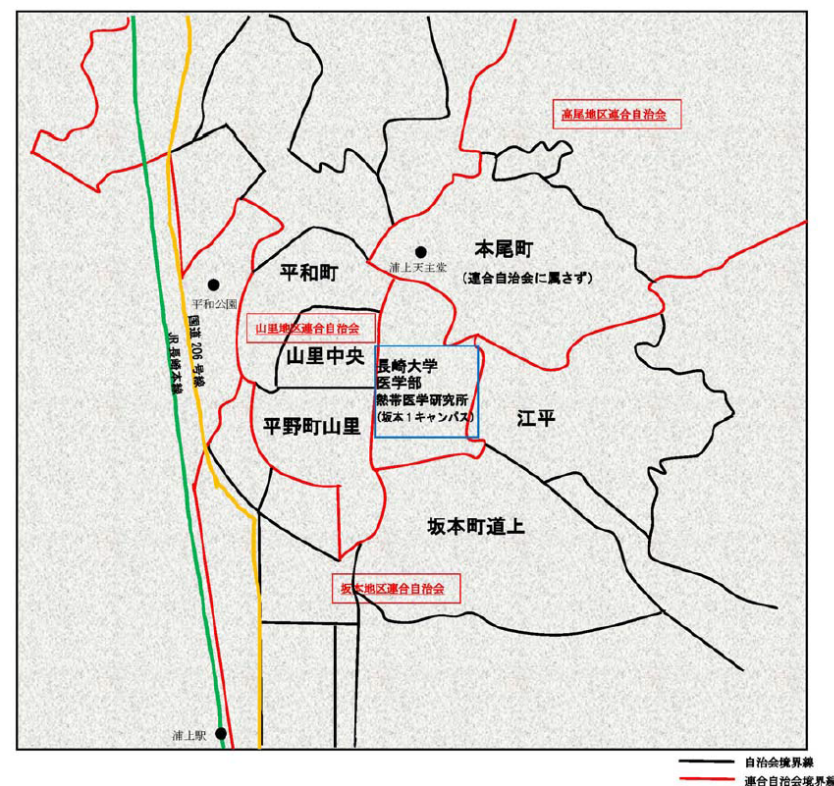 高尾地区連合自治会
本尾町
(連合自治会に属さず)
浦上天主堂
平和町
平和公園
国道206号線
JR長崎本線
山里地区連合自治会
山里中央
長崎大学
医学部
熱帯医学研究所
(坂本1キャンパス)
江平
平野町山里
坂本町道上
坂本地区連合自治会
浦上駅
自治会境界線
連合自治会境界線